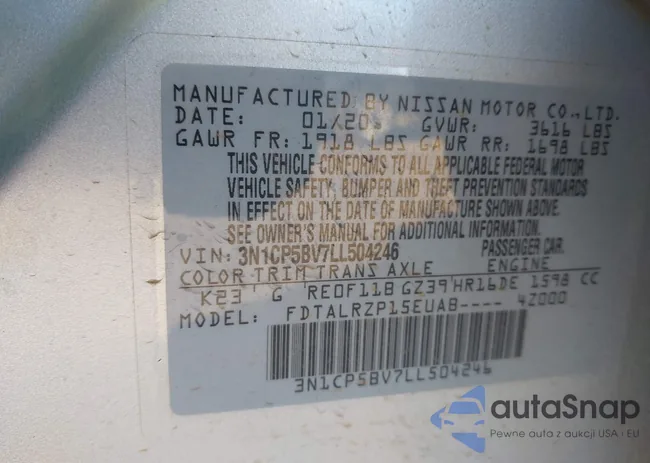 MANUFACTURED BY NISSAN MOTOR CO.,LTD.
DATE: 01/20 GVWR: 3616 LBS
GAWR FR: 1918 LBS GAWR RR: 1698 LBS
THIS VEHICLE CONFORMS TO ALL APPLICABLE FEDERAL MOTOR
VEHICLE SAFETY, BUMPER AND THEFT PREVENTION STANDARDS
IN EFFECT ON THE DATE OF MANUFACTURE SHOWN ABOVE.
SEE OWNER'S MANUAL FOR ADDITIONAL INFORMATION.
VIN: 3N1CP5BV7LL504246 PASSENGER CAR.
COLOR TRIM TRANS AXLE ENGINE
K23 G RE0F11B GZ39 HR16DE 1598 CC
MODEL: FDTALRZP15EUAB---- 4Z000
3N1CP5BV7LL504246
autaSnap
Pewne auta z aukcji USA i EU